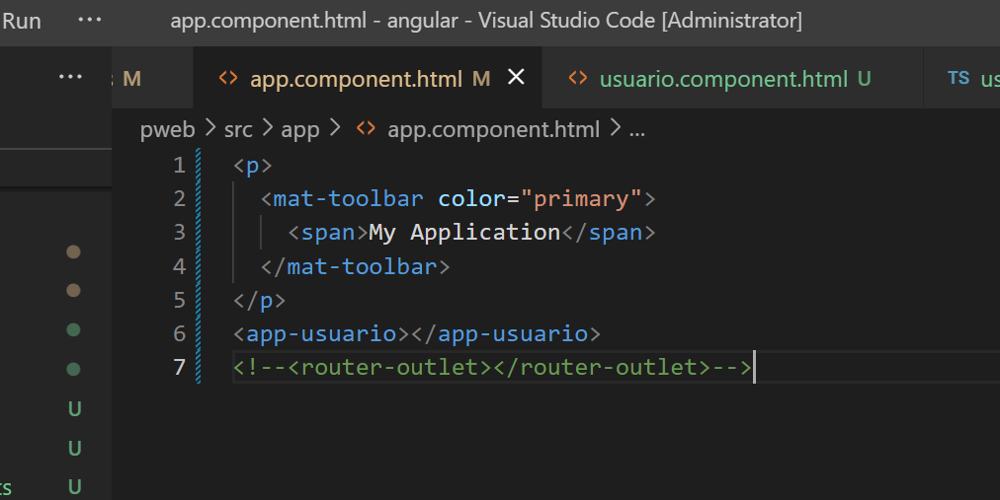 Run ··· app.component.html - angular - Visual Studio Code [Administrator]
··· M <> app.component.html M × <> usuario.component.html U TS us
pweb > src > app > <> app.component.html > ...
1 <p>
2 <mat-toolbar color="primary">
3 <span>My Application</span>
4 </mat-toolbar>
5 </p>
6 <app-usuario></app-usuario>
7 <!--<router-outlet></router-outlet>-->
U
U
ts U